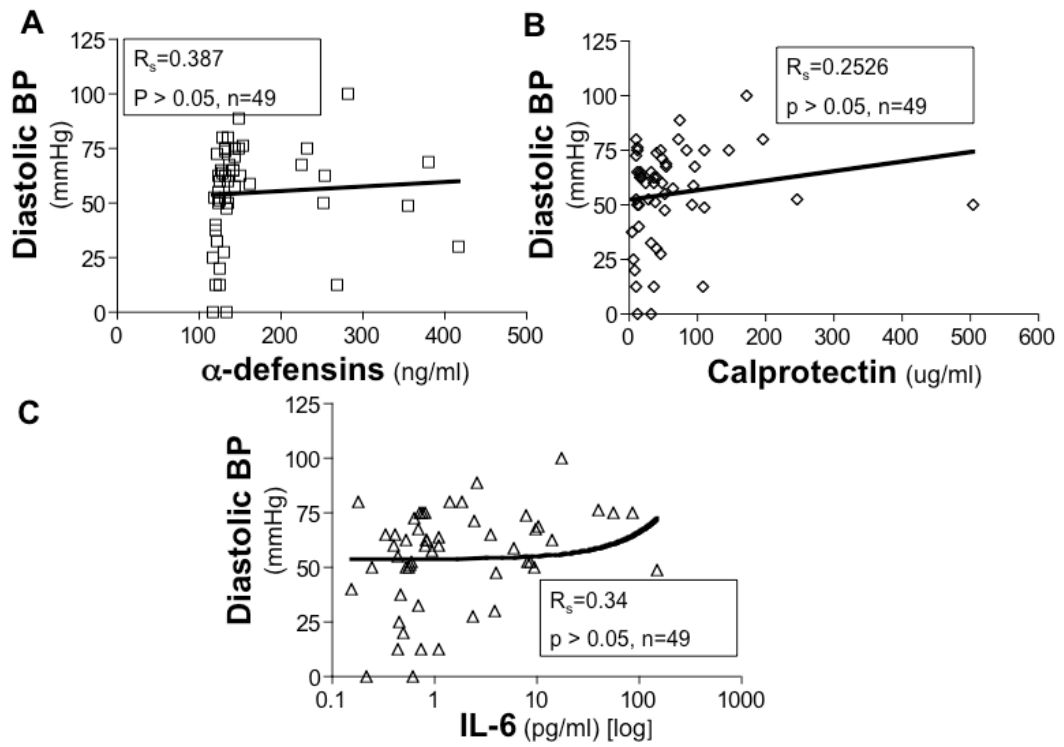 A
Diastolic BP
(mmHg)
125
100
75
50
25
0
R_s=0.387
P > 0.05, n=49
0 100 200 300 400 500
α-defensins (ng/ml)
B
Diastolic BP
(mmHg)
125
100
75
50
25
0
R_s=0.2526
p > 0.05, n=49
0 100 200 300 400 500 600
Calprotectin (ug/ml)
C
Diastolic BP
(mmHg)
125
100
75
50
25
0
R_s=0.34
p > 0.05, n=49
0.1 1 10 100 1000
IL-6 (pg/ml) [log]